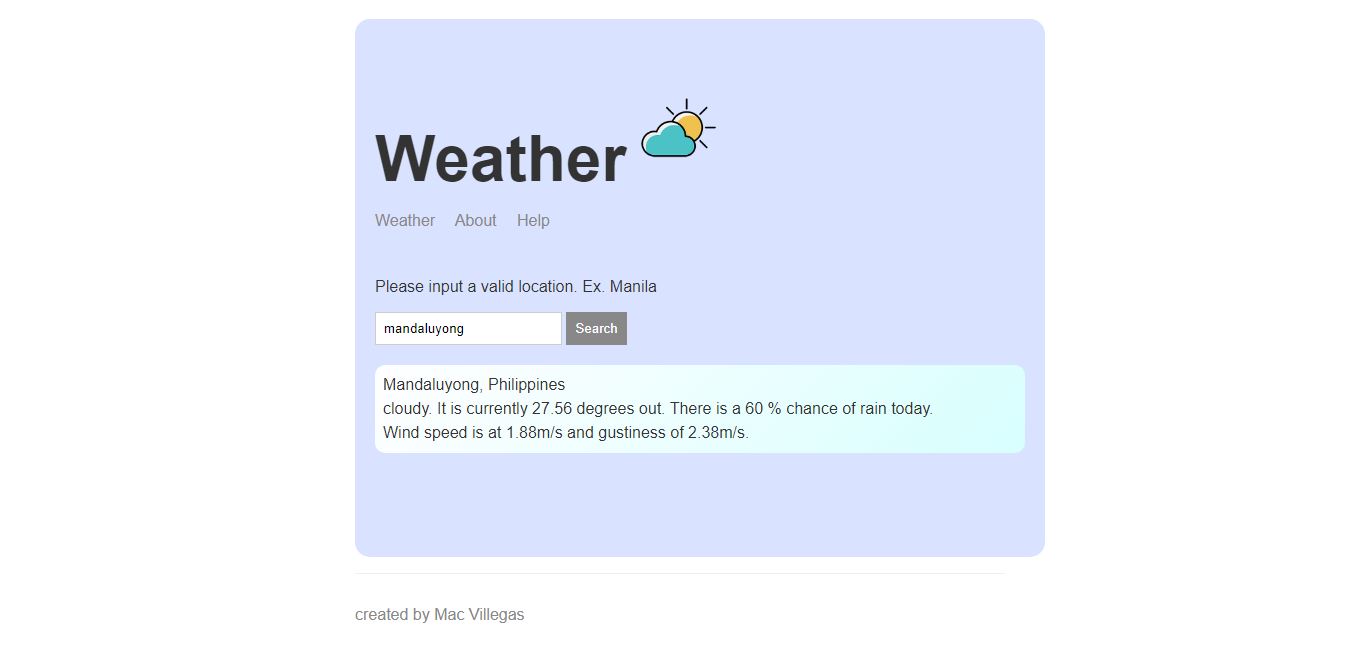 Weather
Weather About Help
Please input a valid location. Ex. Manila
mandaluyong Search
Mandaluyong, Philippines
cloudy. It is currently 27.56 degrees out. There is a 60 % chance of rain today.
Wind speed is at 1.88m/s and gustiness of 2.38m/s.
created by Mac Villegas